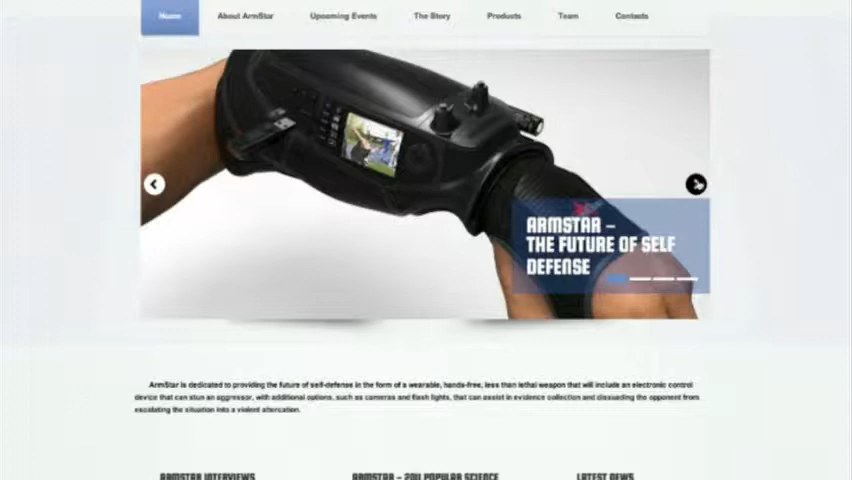 Home About ArmStar Upcoming Events The Story Products Team Contacts
ARMSTAR –
THE FUTURE OF SELF
DEFENSE
ArmStar is dedicated to providing the future of self-defense in the form of a wearable, hands-free, less than lethal weapon that will include an electronic control
device that can stun an aggressor, with additional options, such as cameras and flash lights, that can assist in evidence collection and dissuading the opponent from
escalating the situation into a violent altercation.
ARMSTAR INTERVIEWS ARMSTAR – 2011 POPULAR SCIENCE LATEST NEWS